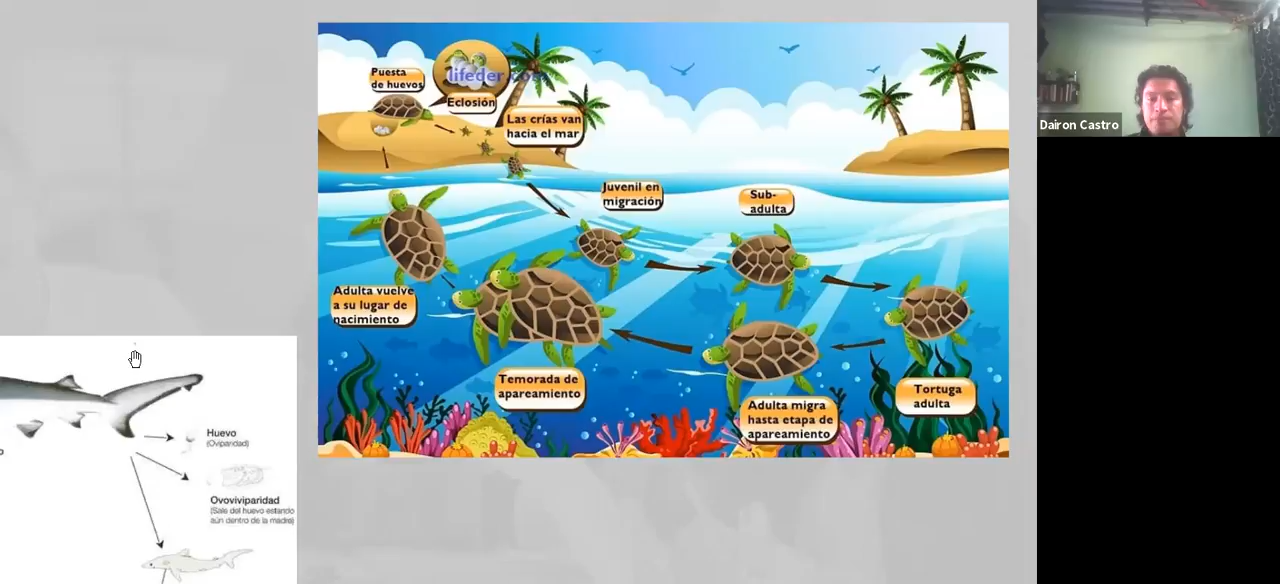 Puesta
de huevos
lifeder.com
Eclosión
Las crías van
hacia el mar
Juvenil en
migración
Sub-
adulta
Adulta vuelve
a su lugar de
nacimiento
Temorada de
apareamiento
Adulta migra
hasta etapa de
apareamiento
Tortuga
adulta
Dairon Castro
Huevo
(Oviparidad)
Ovoviviparidad
(Sale del huevo estando
aún dentro de la madre)